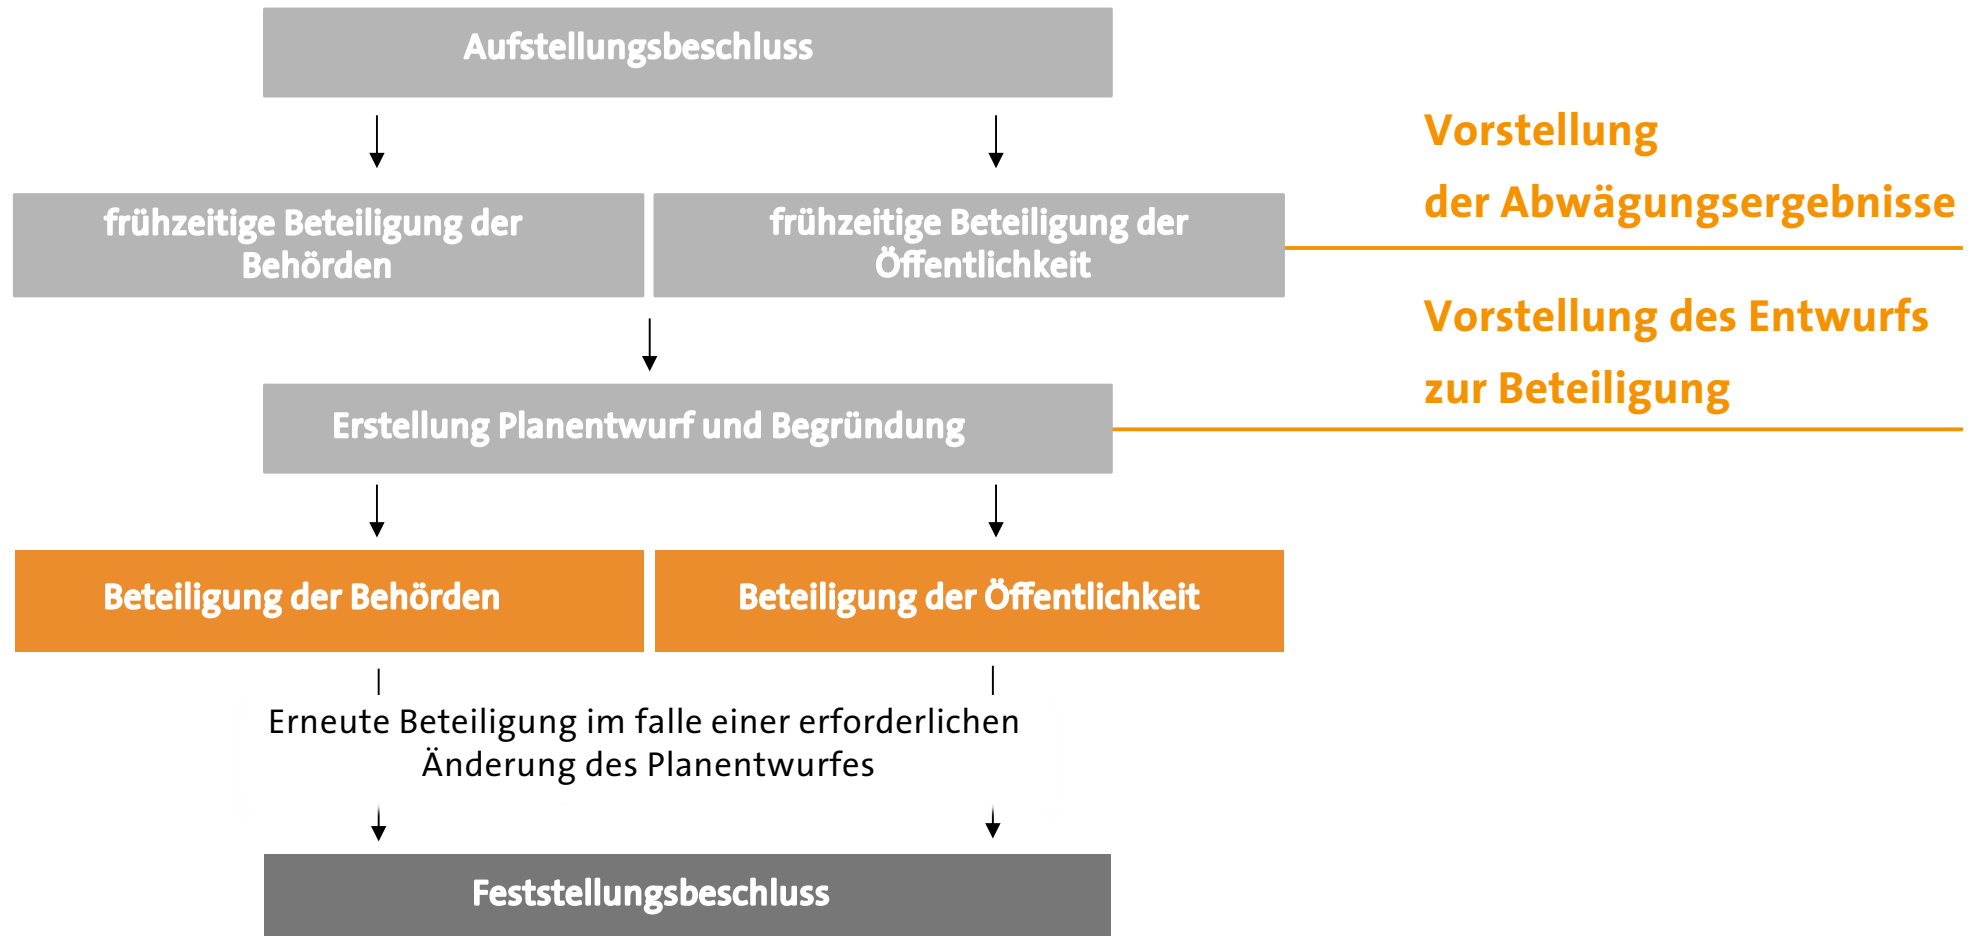 Aufstellungsbeschluss
Vorstellung
der Abwägungsergebnisse
frühzeitige Beteiligung der
Behörden
frühzeitige Beteiligung der
Öffentlichkeit
Vorstellung des Entwurfs
zur Beteiligung
Erstellung Planentwurf und Begründung
Beteiligung der Behörden
Beteiligung der Öffentlichkeit
Erneute Beteiligung im falle einer erforderlichen
Änderung des Planentwurfes
Feststellungsbeschluss